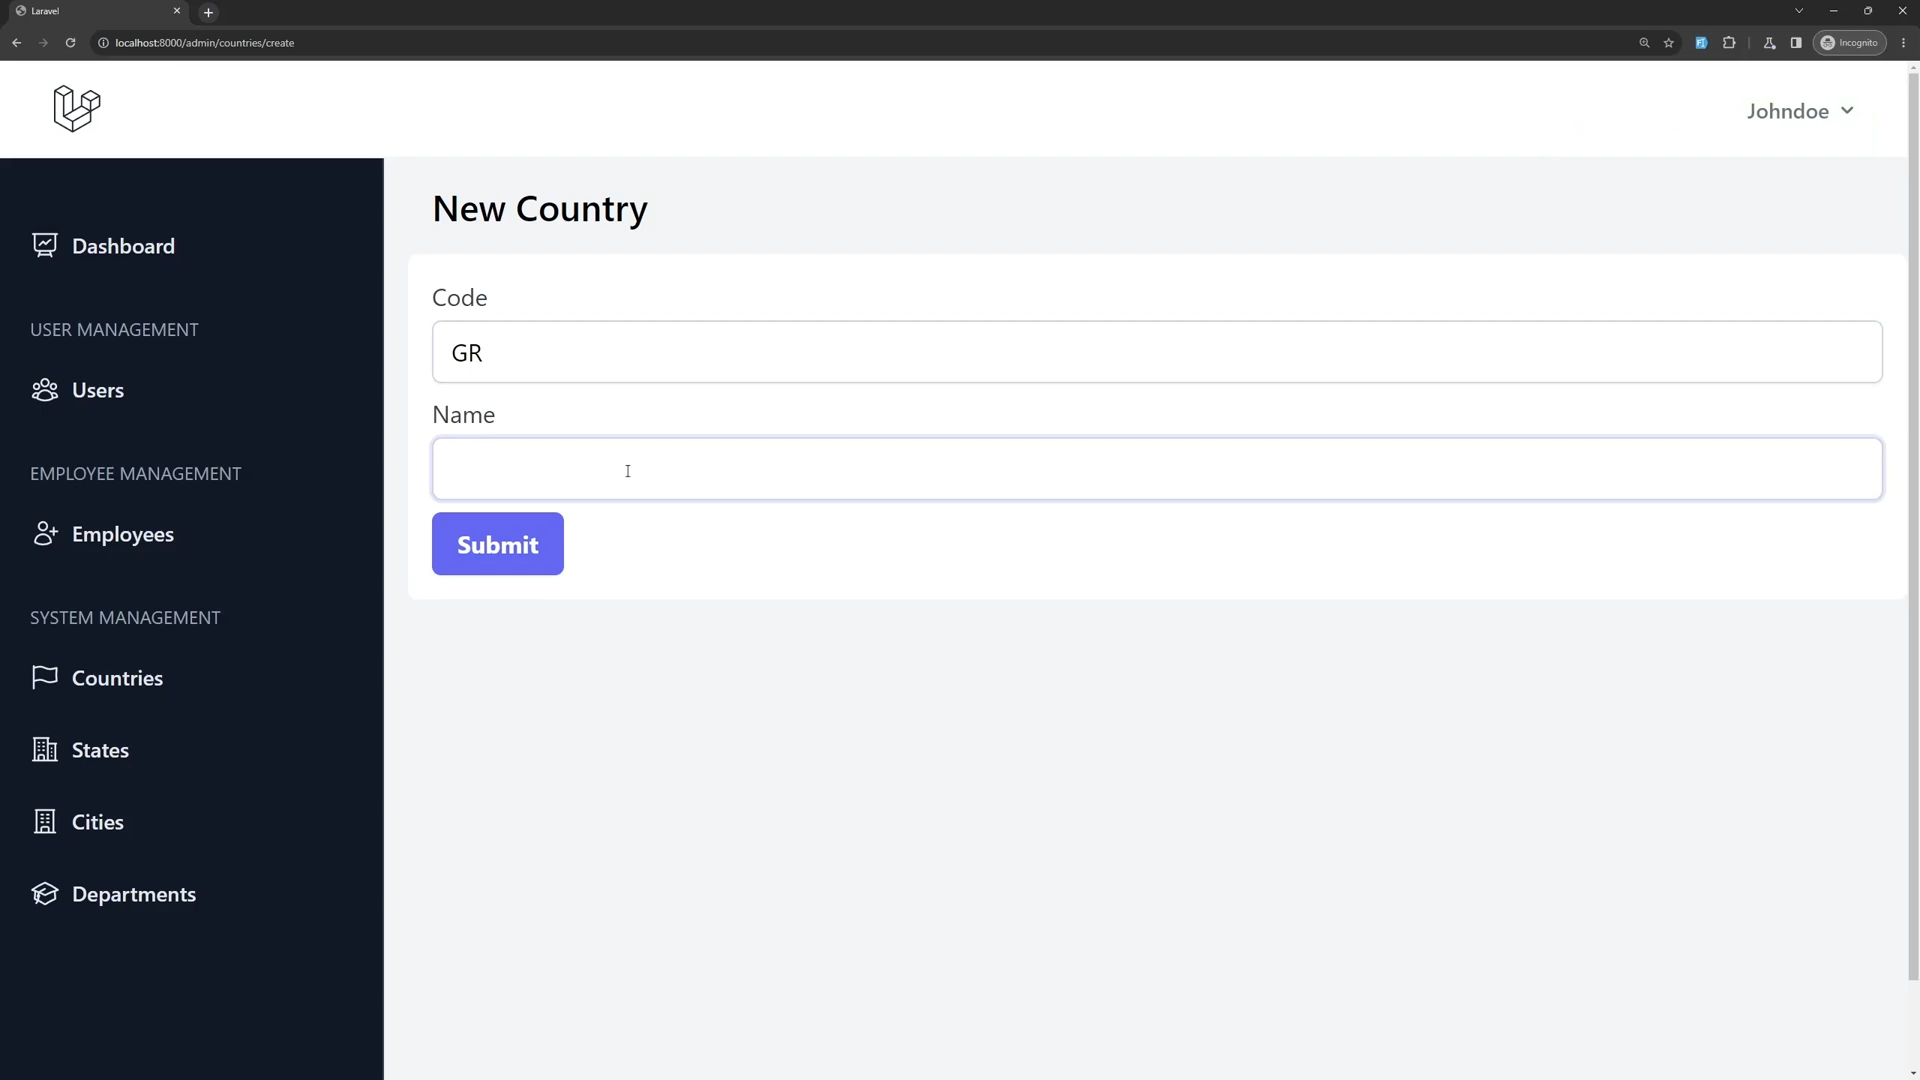 Laravel
localhost:8000/admin/countries/create
Incognito
Johndoe
New Country
Dashboard
Code
USER MANAGEMENT
GR
Users
Name
EMPLOYEE MANAGEMENT
Employees
Submit
SYSTEM MANAGEMENT
Countries
States
Cities
Departments